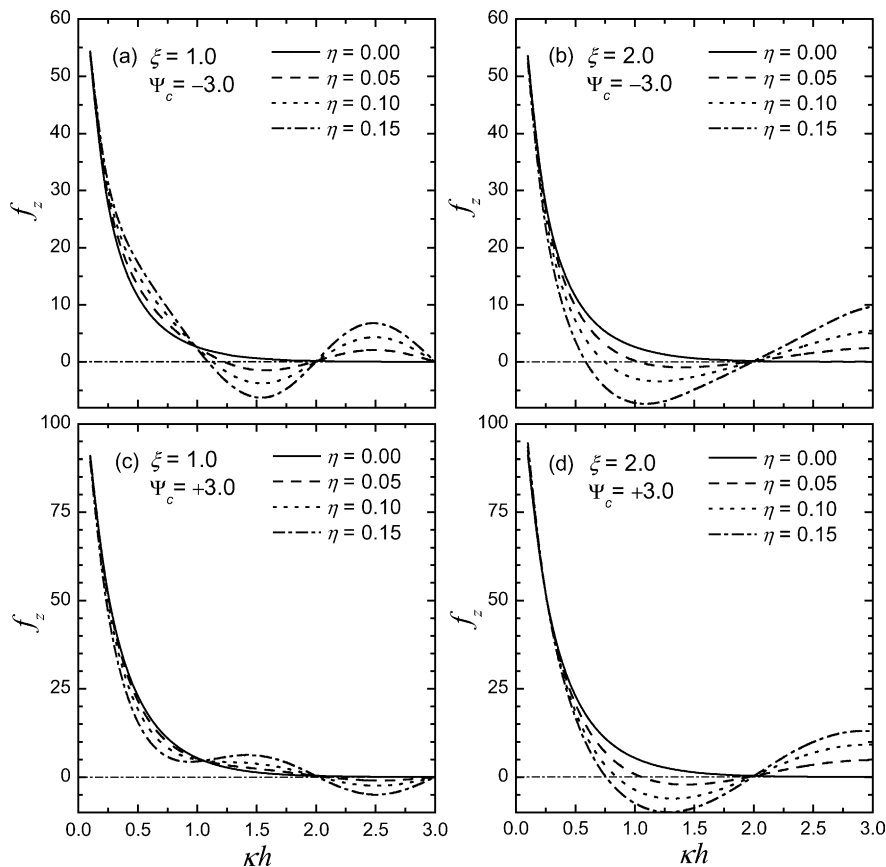 (a) ξ = 1.0
Ψc = −3.0
η = 0.00
η = 0.05
η = 0.10
η = 0.15
60
50
40
30
20
10
0
fz
(b) ξ = 2.0
Ψc = −3.0
η = 0.00
η = 0.05
η = 0.10
η = 0.15
60
50
40
30
20
10
0
fz
(c) ξ = 1.0
Ψc = +3.0
η = 0.00
η = 0.05
η = 0.10
η = 0.15
100
75
50
25
0
fz
0.0 0.5 1.0 1.5 2.0 2.5 3.0
κh
(d) ξ = 2.0
Ψc = +3.0
η = 0.00
η = 0.05
η = 0.10
η = 0.15
100
75
50
25
0
fz
0.0 0.5 1.0 1.5 2.0 2.5 3.0
κh